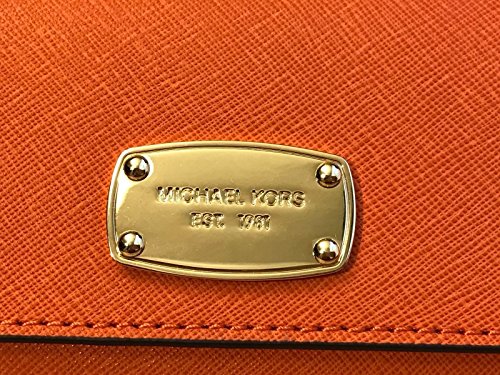 MICHAEL KORS
EST. 1981